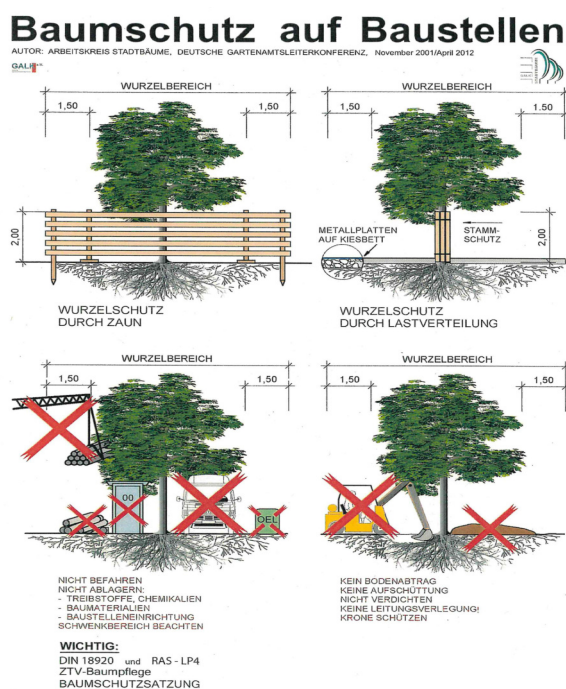 Baumschutz auf Baustellen
AUTOR: ARBEITSKREIS STADTBÄUME, DEUTSCHE GARTENAMTSLEITERKONFERENZ, November 2001/April 2012
GALK
WURZELBEREICH
1,50 1,50
2,00
WURZELSCHUTZ
DURCH ZAUN
WURZELBEREICH
1,50 1.50
METALLPLATTEN
AUF KIESBETT
STAMM-
SCHUTZ
2,00
WURZELSCHUTZ
DURCH LASTVERTEILUNG
WURZELBEREICH
1,50 1,50
00
OEL
NICHT BEFAHREN
NICHT ABLAGERN:
- TREIBSTOFFE, CHEMIKALIEN
- BAUMATERIALIEN
- BAUSTELLENEINRICHTUNG
SCHWENKBEREICH BEACHTEN
WURZELBEREICH
1,50 1,50
KEIN BODENABTRAG
KEINE AUFSCHÜTTUNG
NICHT VERDICHTEN
KEINE LEITUNGSVERLEGUNG!
KRONE SCHÜTZEN
WICHTIG:
DIN 18920 und RAS - LP4
ZTV-Baumpflege
BAUMSCHUTZSATZUNG